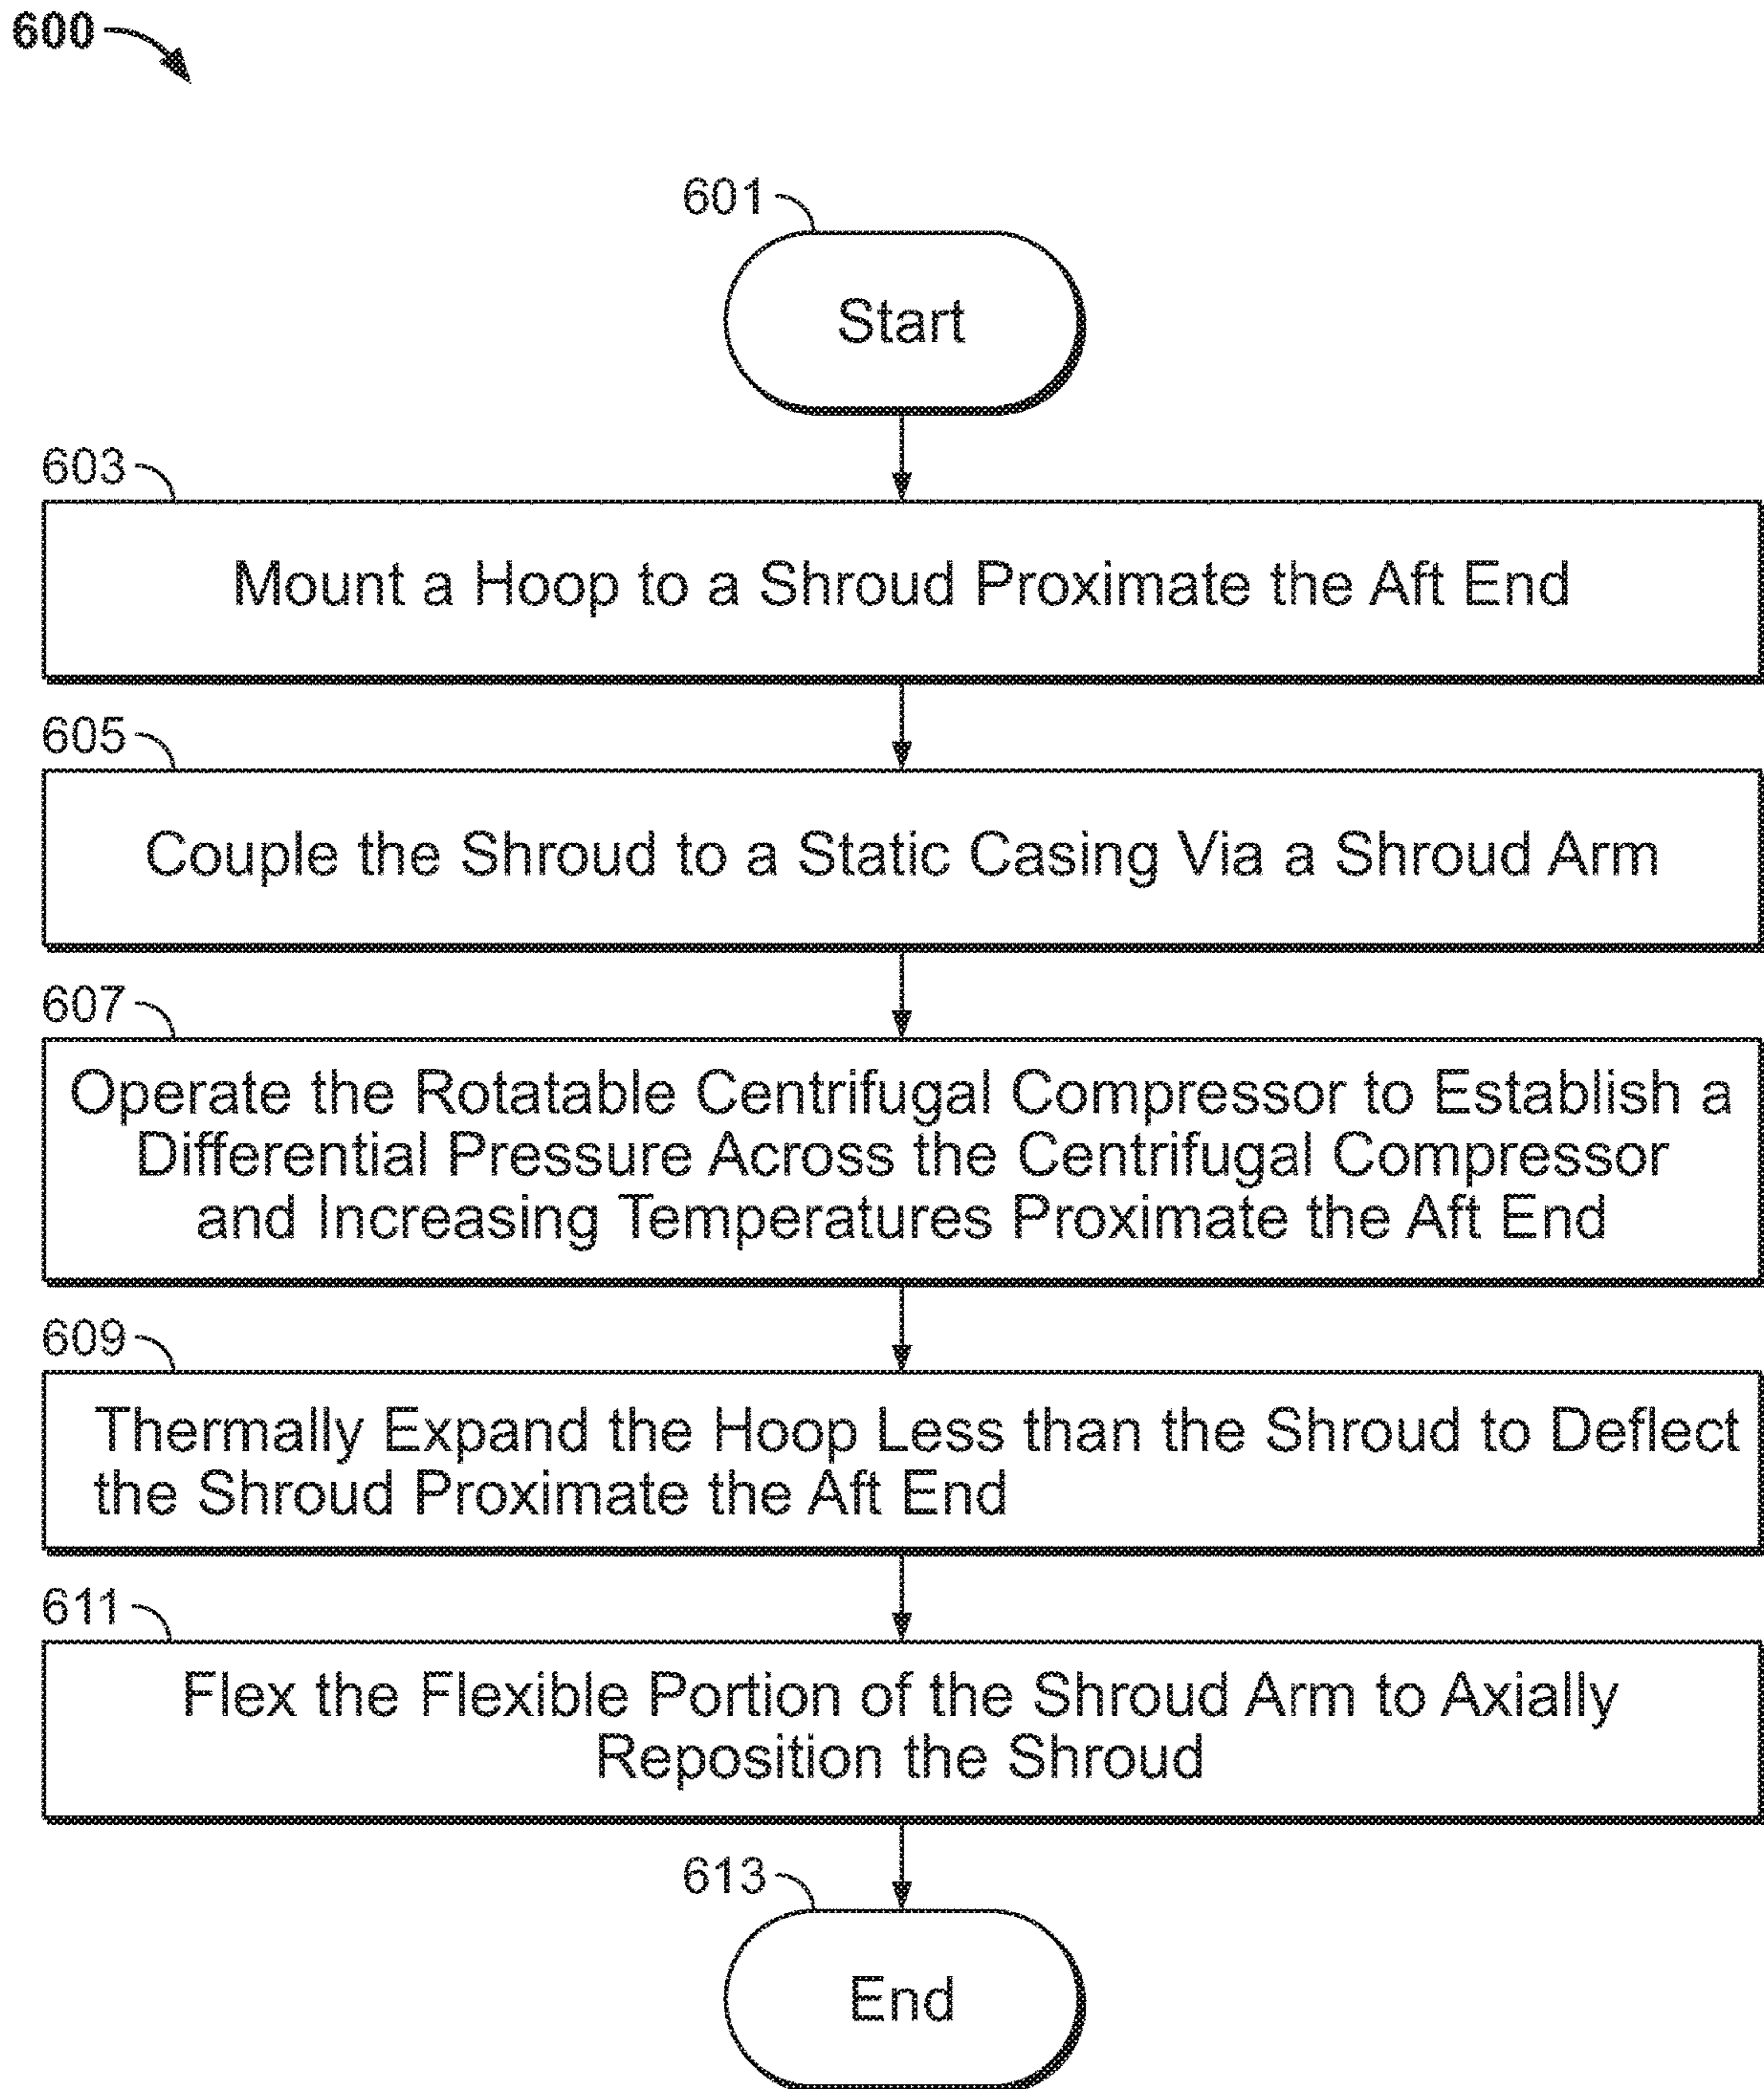 600
601
Start
603
Mount a Hoop to a Shroud Proximate the Aft End
605
Couple the Shroud to a Static Casing Via a Shroud Arm
607
Operate the Rotatable Centrifugal Compressor to Establish a
Differential Pressure Across the Centrifugal Compressor
and Increasing Temperatures Proximate the Aft End
609
Thermally Expand the Hoop Less than the Shroud to Deflect
the Shroud Proximate the Aft End
611
Flex the Flexible Portion of the Shroud Arm to Axially
Reposition the Shroud
613
End